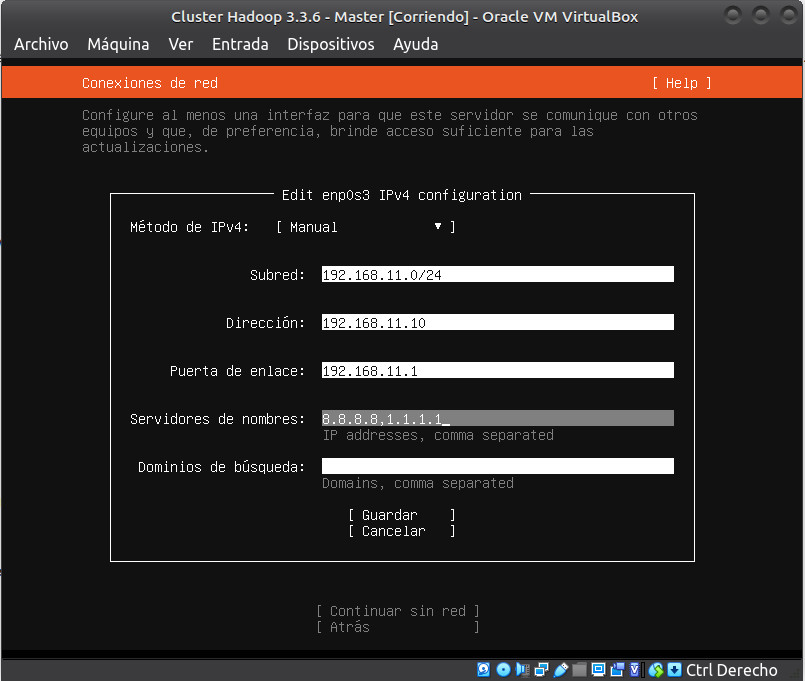 Cluster Hadoop 3.3.6 - Master [Corriendo] - Oracle VM VirtualBox
Archivo Máquina Ver Entrada Dispositivos Ayuda
Conexiones de red [ Help ]
Configure al menos una interfaz para que este servidor se comunique con otros
equipos y que, de preferencia, brinde acceso suficiente para las
actualizaciones.
Edit enp0s3 IPv4 configuration
Método de IPv4: [ Manual ▾ ]
Subred: 192.168.11.0/24
Dirección: 192.168.11.10
Puerta de enlace: 192.168.11.1
Servidores de nombres: 8.8.8.8,1.1.1.1_
IP addresses, comma separated
Dominios de búsqueda:
Domains, comma separated
[ Guardar ]
[ Cancelar ]
[ Continuar sin red ]
[ Atrás ]
Ctrl Derecho